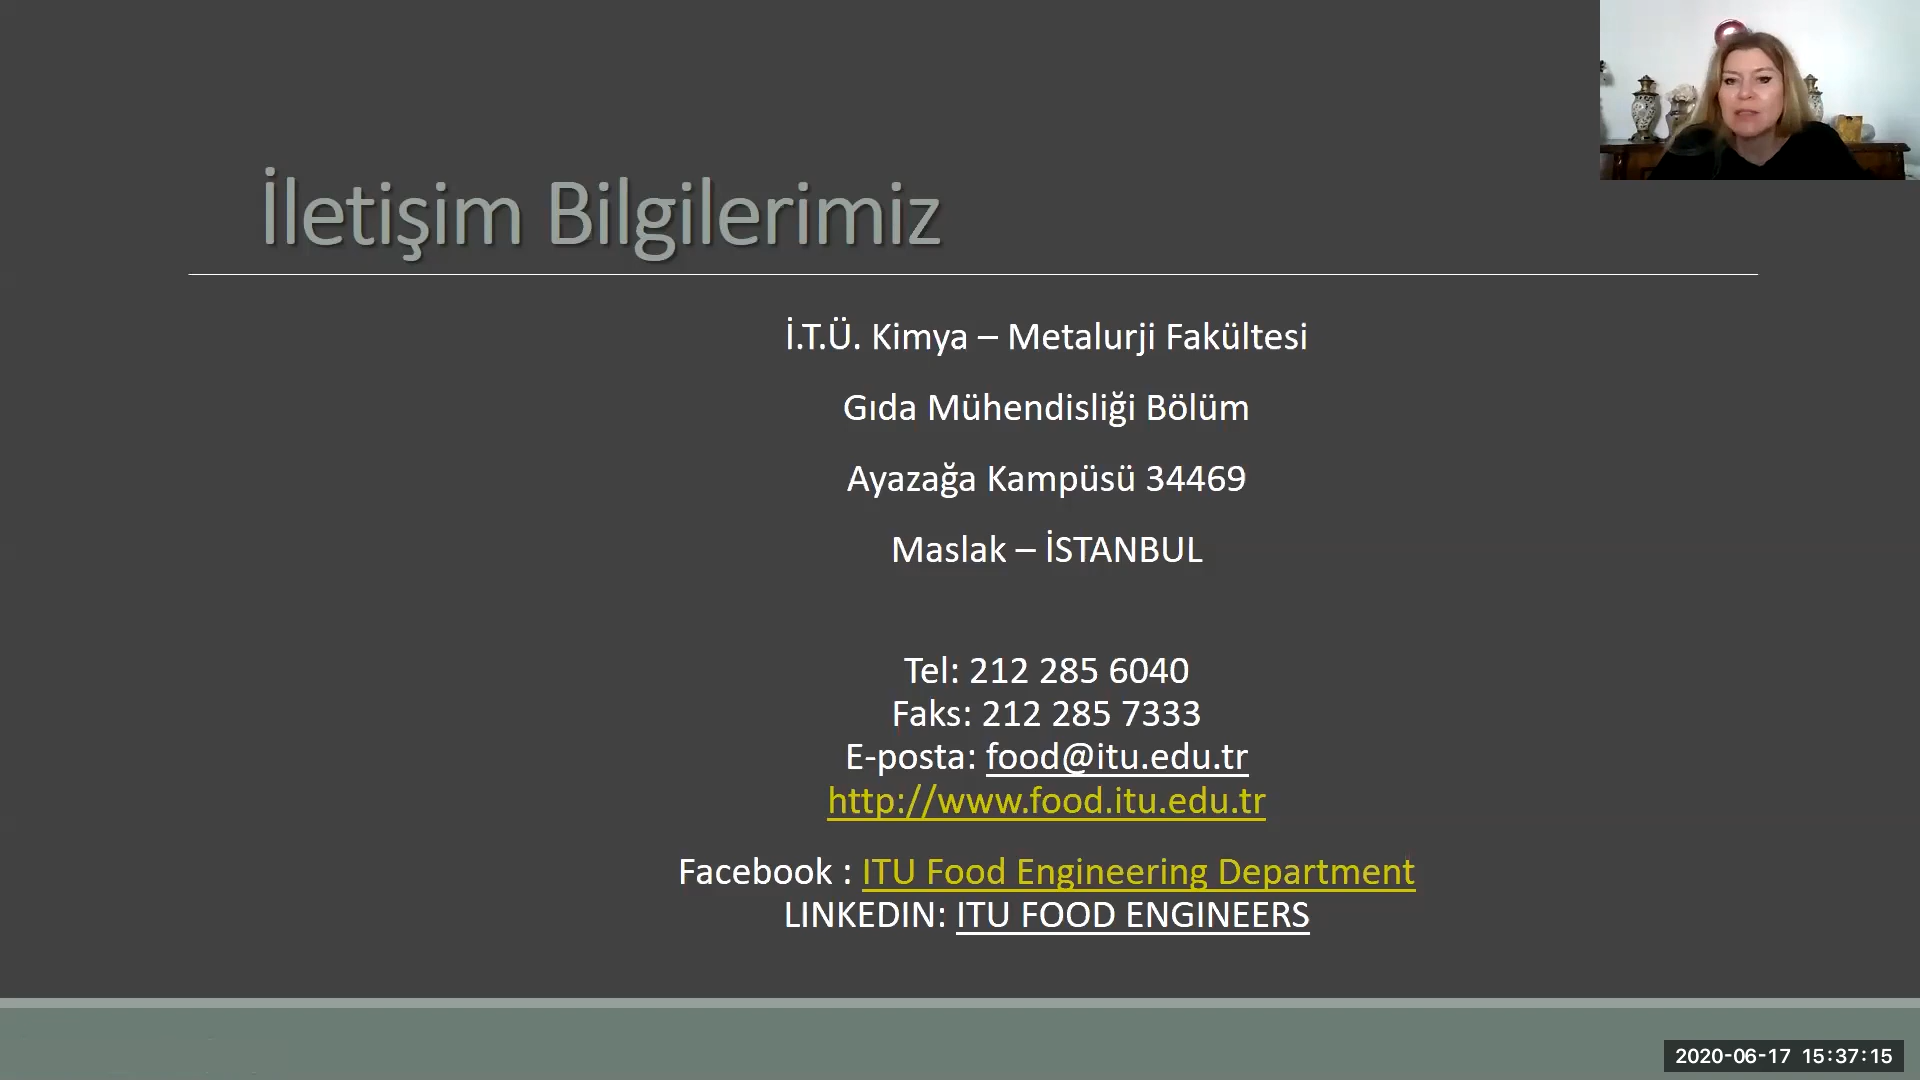 İletişim Bilgilerimiz
İ.T.Ü. Kimya – Metalurji Fakültesi
Gıda Mühendisliği Bölüm
Ayazağa Kampüsü 34469
Maslak – İSTANBUL
Tel: 212 285 6040
Faks: 212 285 7333
E-posta: food@itu.edu.tr
http://www.food.itu.edu.tr
Facebook : ITU Food Engineering Department
LINKEDIN: ITU FOOD ENGINEERS
2020-06-17 15:37:15